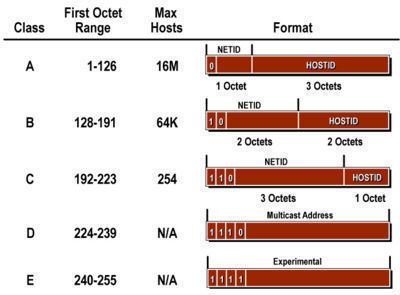 Class First Octet Range Max Hosts Format
NETID
A 1-126 16M 0 HOSTID
1 Octet 3 Octets
NETID
B 128-191 64K 1 0 HOSTID
2 Octets 2 Octets
NETID
C 192-223 254 1 1 0 HOSTID
3 Octets 1 Octet
Multicast Address
D 224-239 N/A 1 1 1 0
Experimental
E 240-255 N/A 1 1 1 1